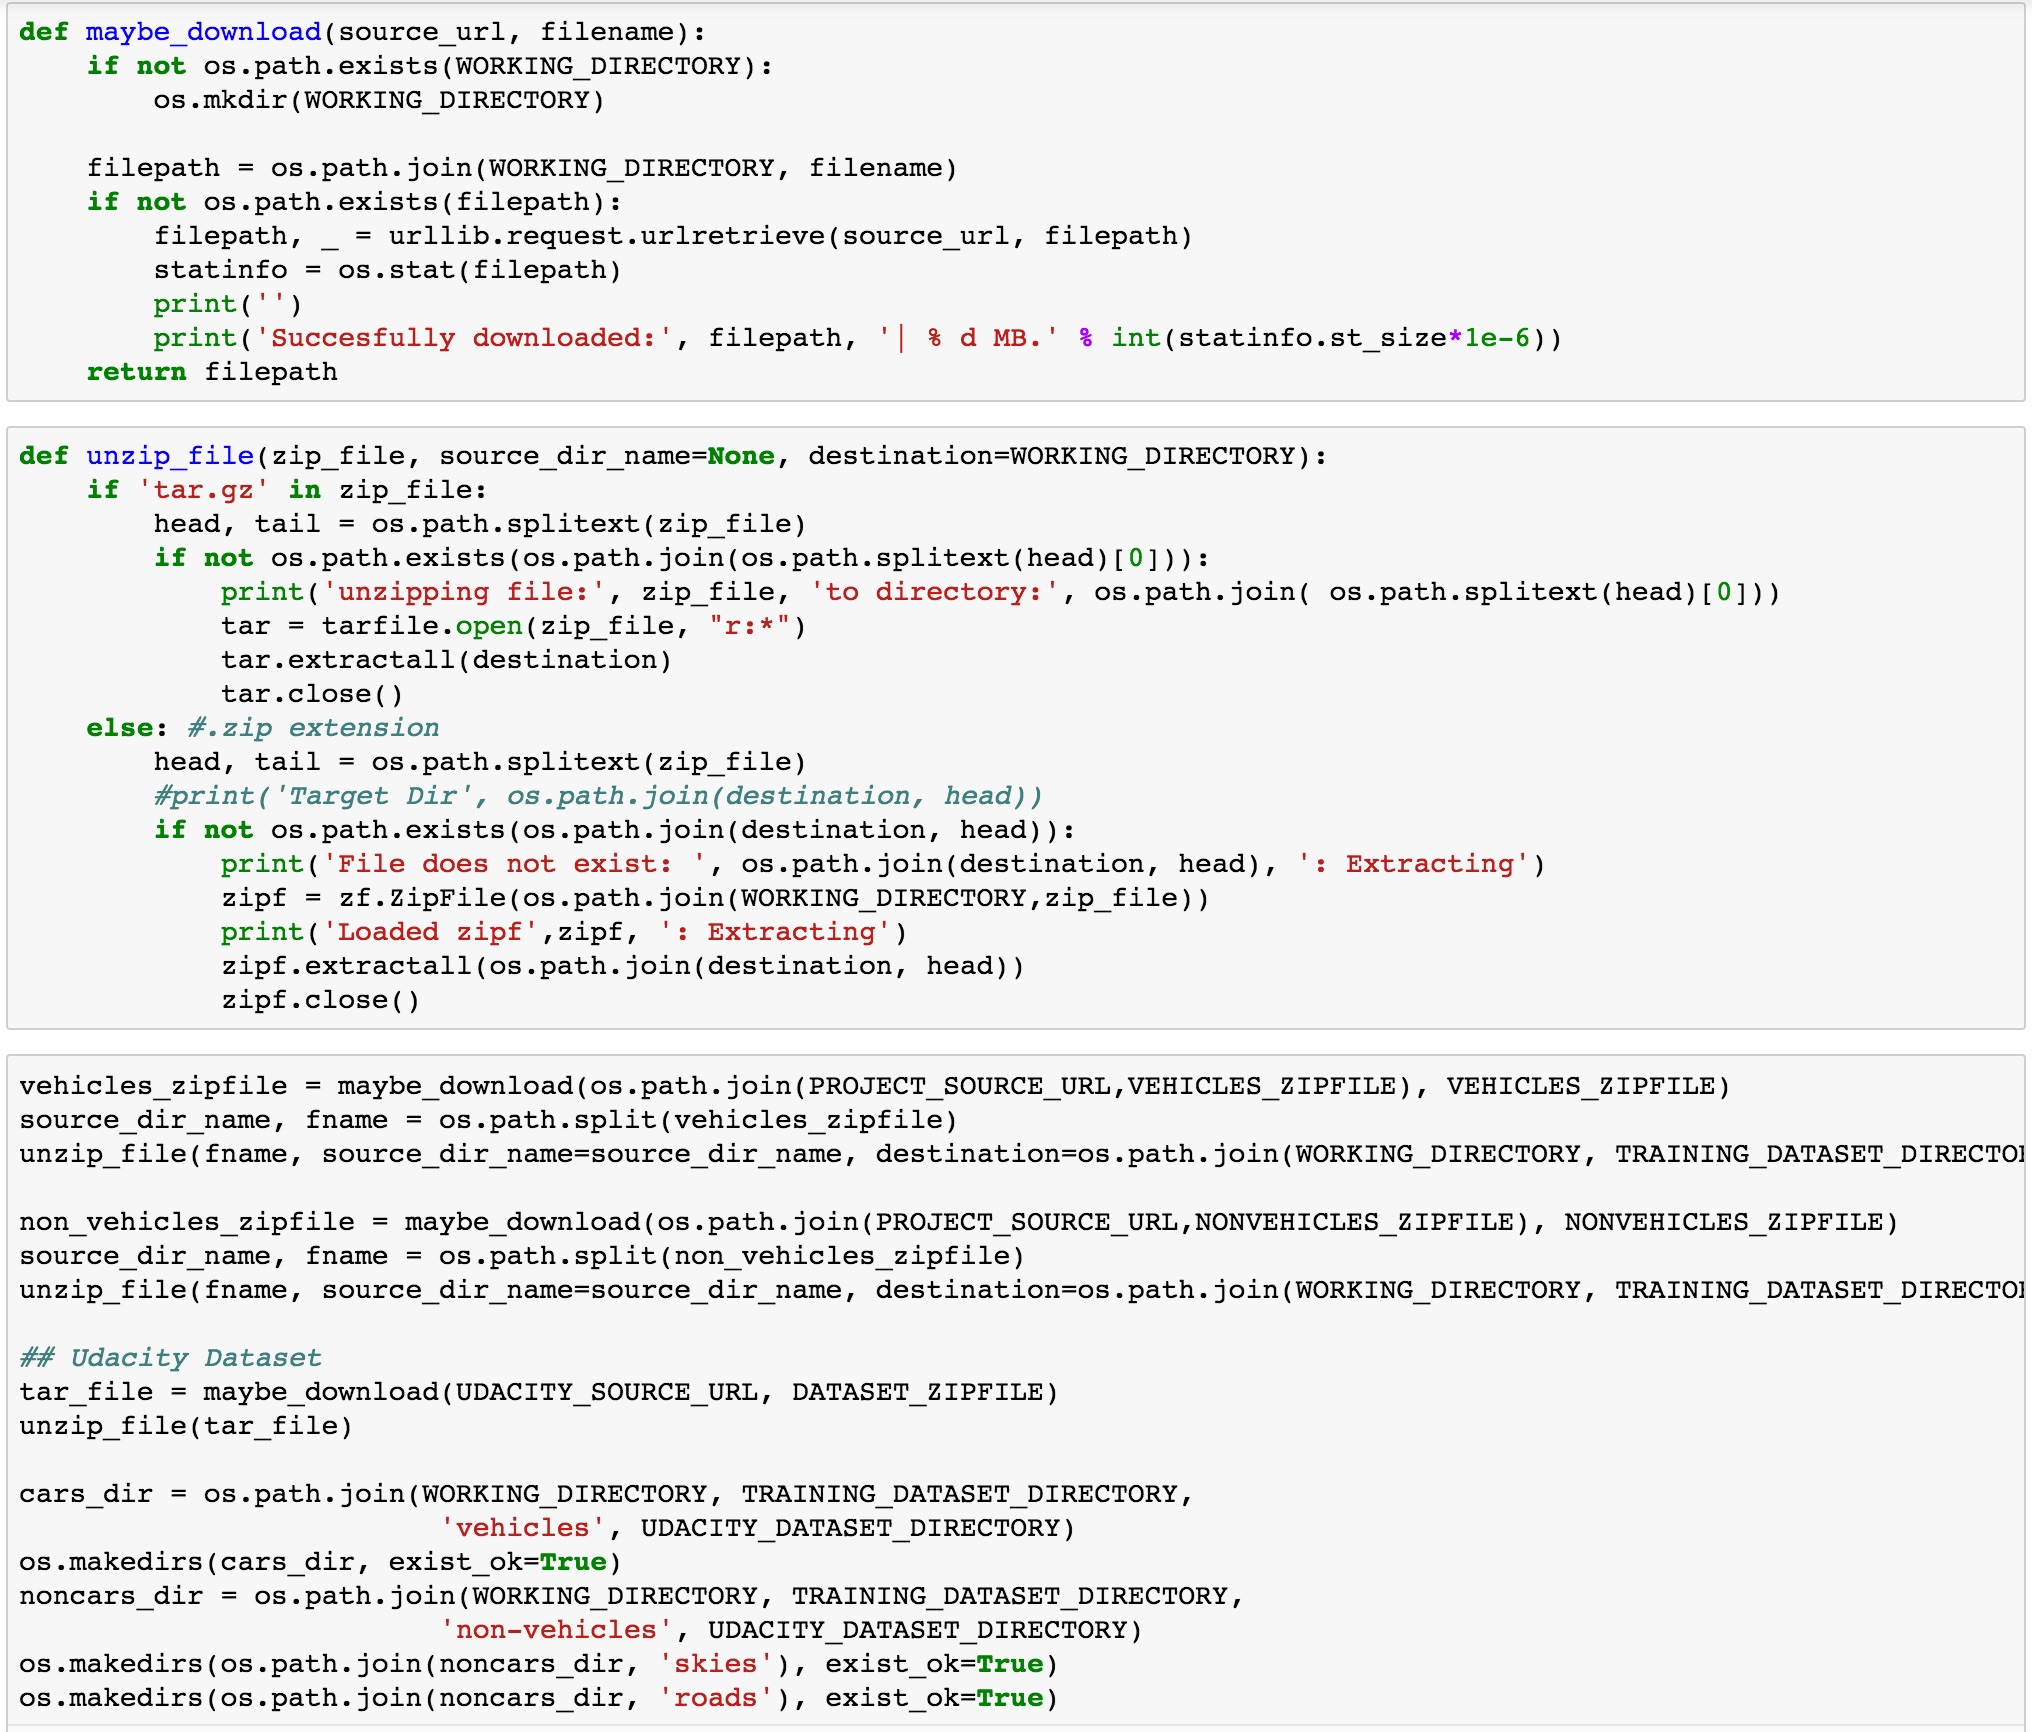 def maybe_download(source_url, filename):
    if not os.path.exists(WORKING_DIRECTORY):
        os.mkdir(WORKING_DIRECTORY)

    filepath = os.path.join(WORKING_DIRECTORY, filename)
    if not os.path.exists(filepath):
        filepath, _ = urllib.request.urlretrieve(source_url, filepath)
        statinfo = os.stat(filepath)
        print('')
        print('Succesfully downloaded:', filepath, '| % d MB.' % int(statinfo.st_size*1e-6))
    return filepath

def unzip_file(zip_file, source_dir_name=None, destination=WORKING_DIRECTORY):
    if 'tar.gz' in zip_file:
        head, tail = os.path.splitext(zip_file)
        if not os.path.exists(os.path.join(os.path.splitext(head)[0])):
            print('unzipping file:', zip_file, 'to directory:', os.path.join( os.path.splitext(head)[0]))
            tar = tarfile.open(zip_file, "r:*")
            tar.extractall(destination)
            tar.close()
    else: #.zip extension
        head, tail = os.path.splitext(zip_file)
        #print('Target Dir', os.path.join(destination, head))
        if not os.path.exists(os.path.join(destination, head)):
            print('File does not exist: ', os.path.join(destination, head), ': Extracting')
            zipf = zf.ZipFile(os.path.join(WORKING_DIRECTORY,zip_file))
            print('Loaded zipf',zipf, ': Extracting')
            zipf.extractall(os.path.join(destination, head))
            zipf.close()

vehicles_zipfile = maybe_download(os.path.join(PROJECT_SOURCE_URL,VEHICLES_ZIPFILE), VEHICLES_ZIPFILE)
source_dir_name, fname = os.path.split(vehicles_zipfile)
unzip_file(fname, source_dir_name=source_dir_name, destination=os.path.join(WORKING_DIRECTORY, TRAINING_DATASET_DIRECTO

non_vehicles_zipfile = maybe_download(os.path.join(PROJECT_SOURCE_URL,NONVEHICLES_ZIPFILE), NONVEHICLES_ZIPFILE)
source_dir_name, fname = os.path.split(non_vehicles_zipfile)
unzip_file(fname, source_dir_name=source_dir_name, destination=os.path.join(WORKING_DIRECTORY, TRAINING_DATASET_DIRECTO

## Udacity Dataset
tar_file = maybe_download(UDACITY_SOURCE_URL, DATASET_ZIPFILE)
unzip_file(tar_file)

cars_dir = os.path.join(WORKING_DIRECTORY, TRAINING_DATASET_DIRECTORY,
                         'vehicles', UDACITY_DATASET_DIRECTORY)
os.makedirs(cars_dir, exist_ok=True)
noncars_dir = os.path.join(WORKING_DIRECTORY, TRAINING_DATASET_DIRECTORY,
                         'non-vehicles', UDACITY_DATASET_DIRECTORY)
os.makedirs(os.path.join(noncars_dir, 'skies'), exist_ok=True)
os.makedirs(os.path.join(noncars_dir, 'roads'), exist_ok=True)